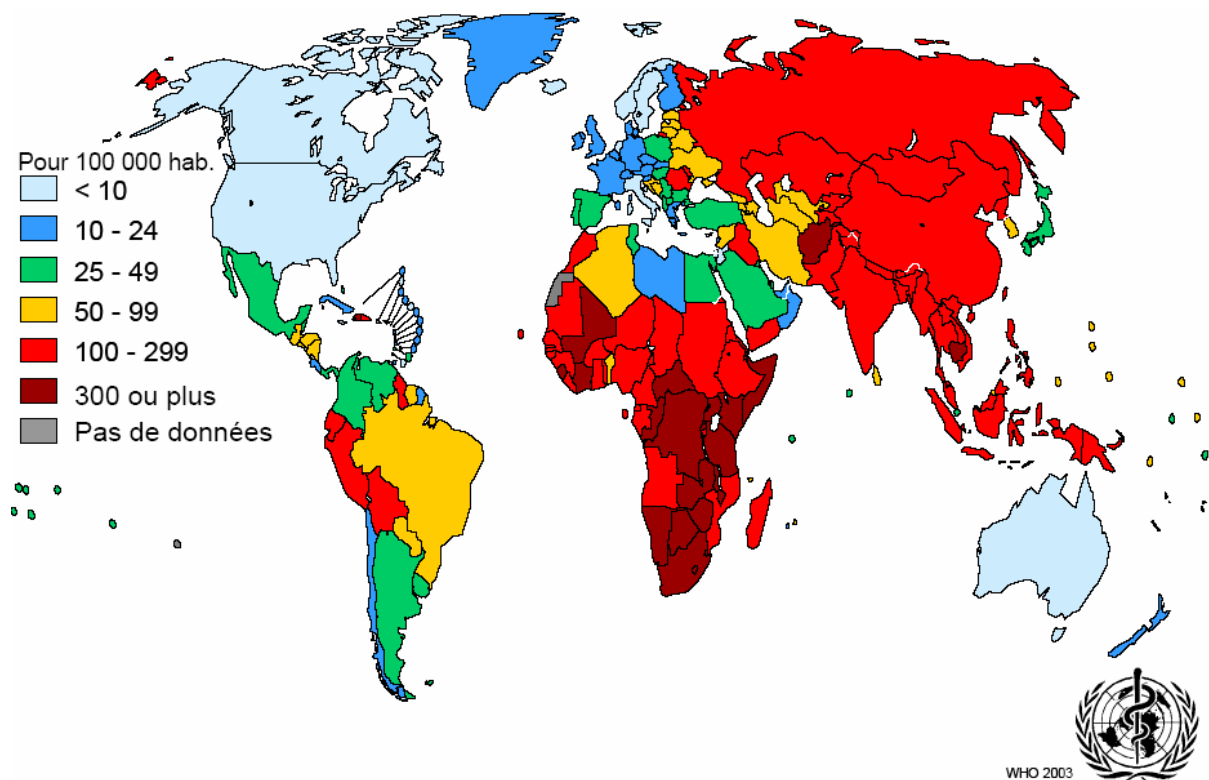 Pour 100 000 hab.
< 10
10 - 24
25 - 49
50 - 99
100 - 299
300 ou plus
Pas de données
WHO 2003